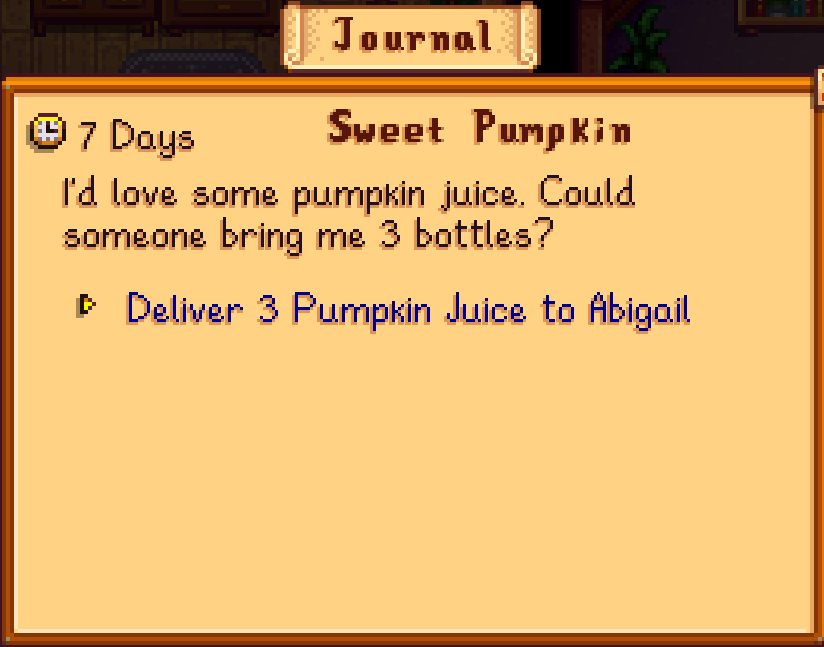 Journal
7 Days
Sweet Pumpkin
I'd love some pumpkin juice. Could
someone bring me 3 bottles?
Deliver 3 Pumpkin Juice to Abigail